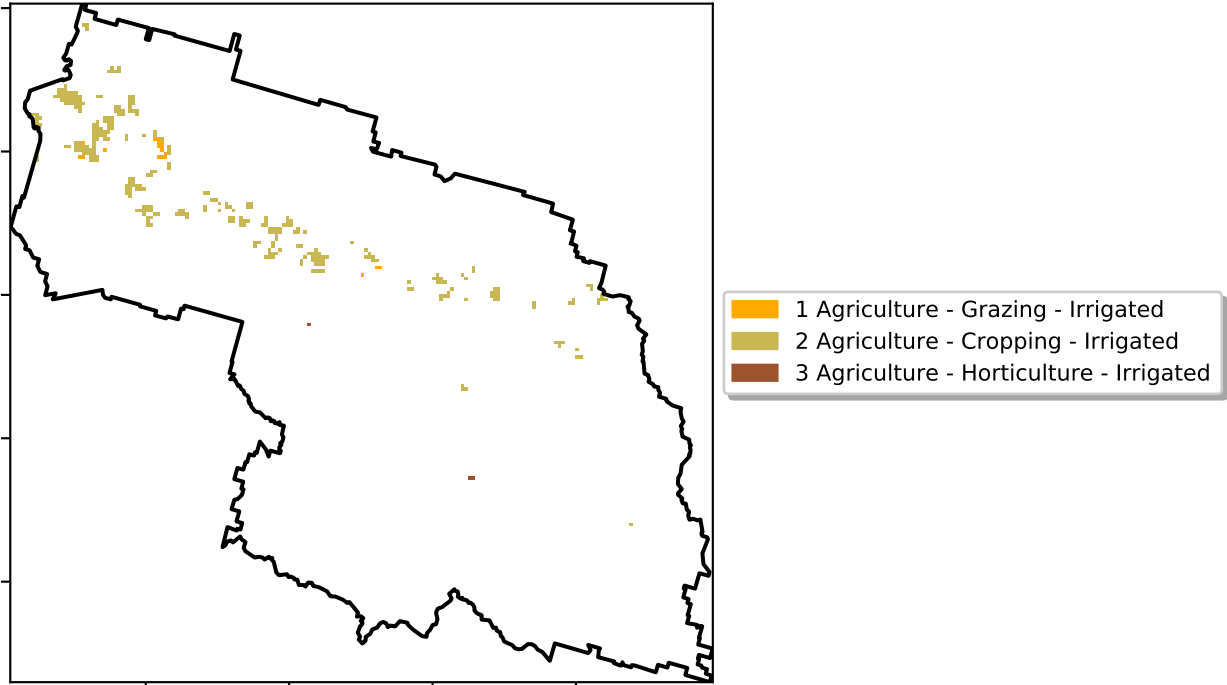 1 Agriculture - Grazing - Irrigated
2 Agriculture - Cropping - Irrigated
3 Agriculture - Horticulture - Irrigated